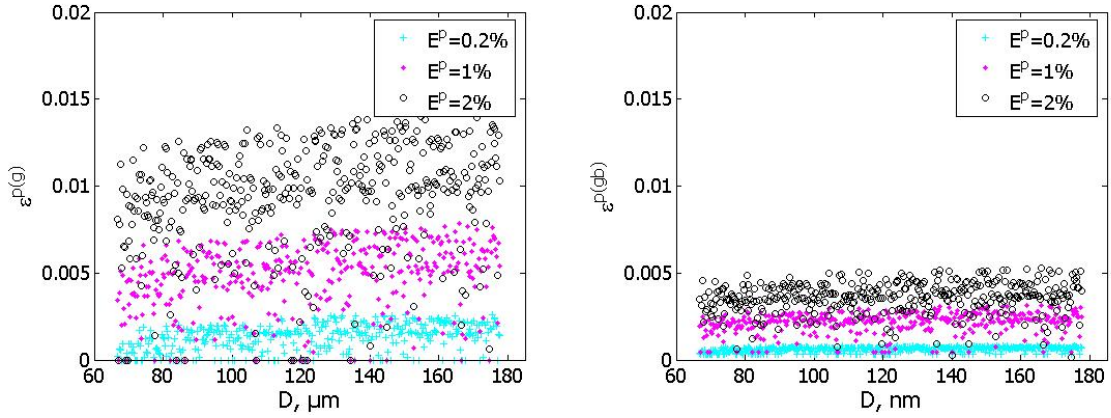 0.02
0.015
0.01
0.005
0
ε^p(g)
60 80 100 120 140 160 180
D, µm
E^p=0.2%
E^p=1%
E^p=2%
0.02
0.015
0.01
0.005
0
ε^p(gb)
60 80 100 120 140 160 180
D, nm
E^p=0.2%
E^p=1%
E^p=2%